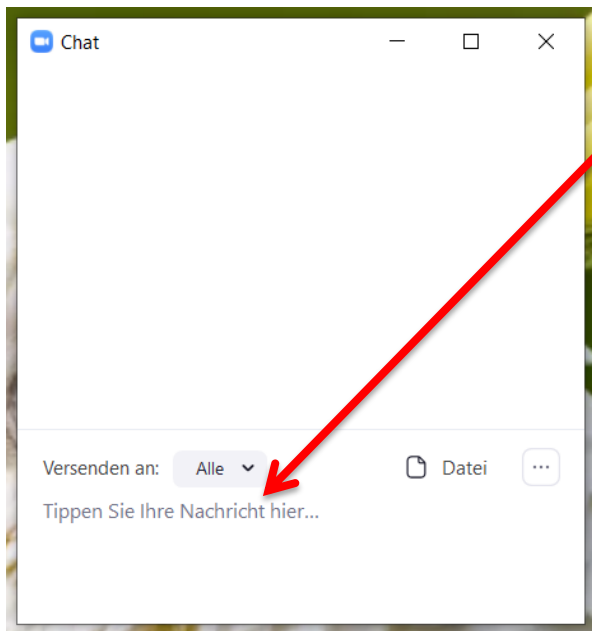 Chat
Versenden an: Alle Datei ...
Tippen Sie Ihre Nachricht hier...